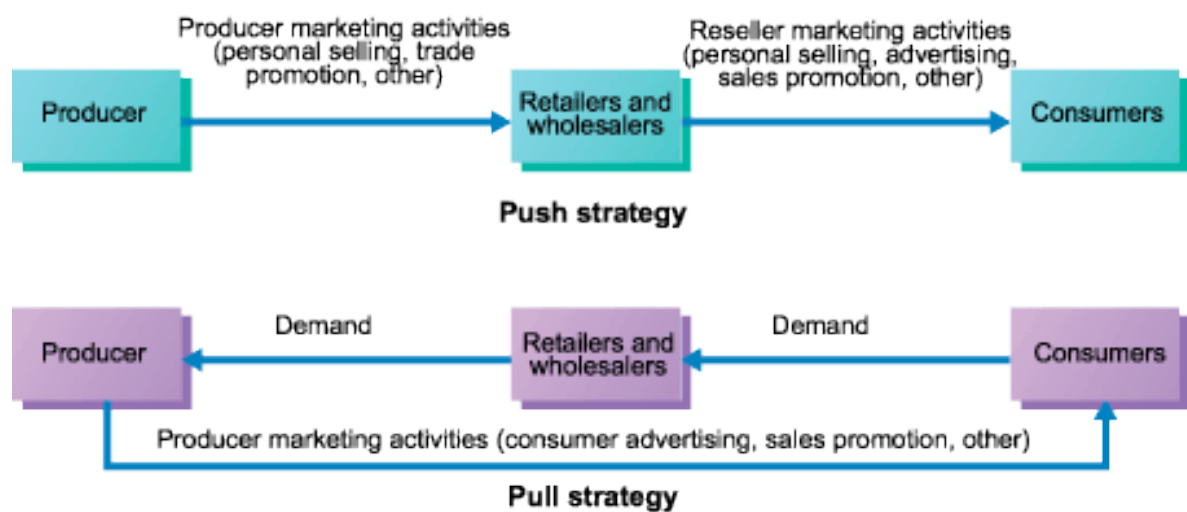 Producer marketing activities
(personal selling, trade
promotion, other)
Reseller marketing activities
(personal selling, advertising,
sales promotion, other)
Producer
Retailers and
wholesalers
Consumers
Push strategy
Demand
Demand
Producer
Retailers and
wholesalers
Consumers
Producer marketing activities (consumer advertising, sales promotion, other)
Pull strategy